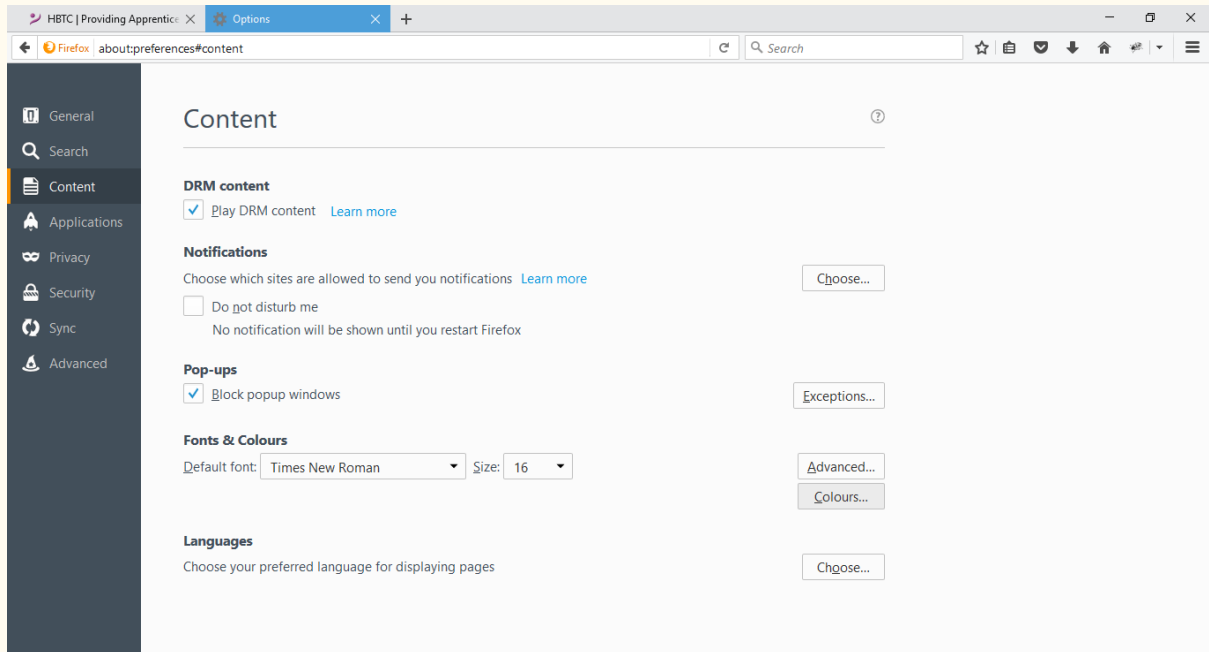 HBTC | Providing Apprentice
Options
Firefox about:preferences#content
Search
General
Search
Content
Applications
Privacy
Security
Sync
Advanced
Content
DRM content
Play DRM content Learn more
Notifications
Choose which sites are allowed to send you notifications Learn more Choose...
Do not disturb me
No notification will be shown until you restart Firefox
Pop-ups
Block popup windows Exceptions...
Fonts & Colours
Default font: Times New Roman Size: 16 Advanced...
Colours...
Languages
Choose your preferred language for displaying pages Choose...